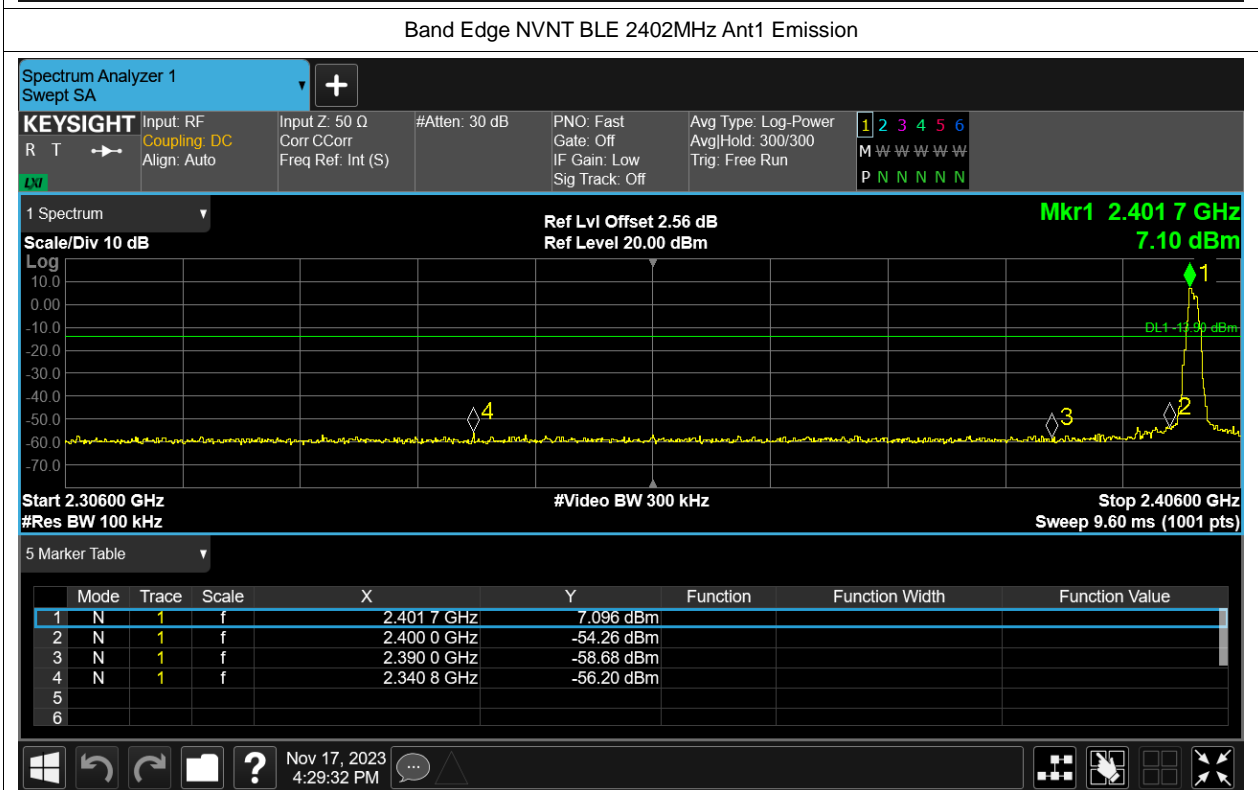 Band Edge NVNT BLE 2402MHz Ant1 Emission
Spectrum Analyzer 1
Swept SA
+
KEYSIGHT Input: RF Input Z: 50 Ω #Atten: 30 dB PNO: Fast Avg Type: Log-Power 1 2 3 4 5 6
R T Coupling: DC Corr CCorr Gate: Off Avg|Hold: 300/300 M W W W W W
Align: Auto Freq Ref: Int (S) IF Gain: Low Trig: Free Run
LXI Sig Track: Off P N N N N N
1 Spectrum Ref Lvl Offset 2.56 dB Mkr1 2.401 7 GHz
Scale/Div 10 dB Ref Level 20.00 dBm 7.10 dBm
Log
1
10.0
0.00
-10.0
DL1 -13.90 dBm
-20.0
-30.0
-40.0
4 3 2
-50.0
-60.0
-70.0
Start 2.30600 GHz #Video BW 300 kHz Stop 2.40600 GHz
#Res BW 100 kHz Sweep 9.60 ms (1001 pts)
5 Marker Table
Mode Trace Scale X Y Function Function Width Function Value
1 N 1 f 2.401 7 GHz 7.096 dBm
2 N 1 f 2.400 0 GHz -54.26 dBm
3 N 1 f 2.390 0 GHz -58.68 dBm
4 N 1 f 2.340 8 GHz -56.20 dBm
5
6
? Nov 17, 2023
4:29:32 PM